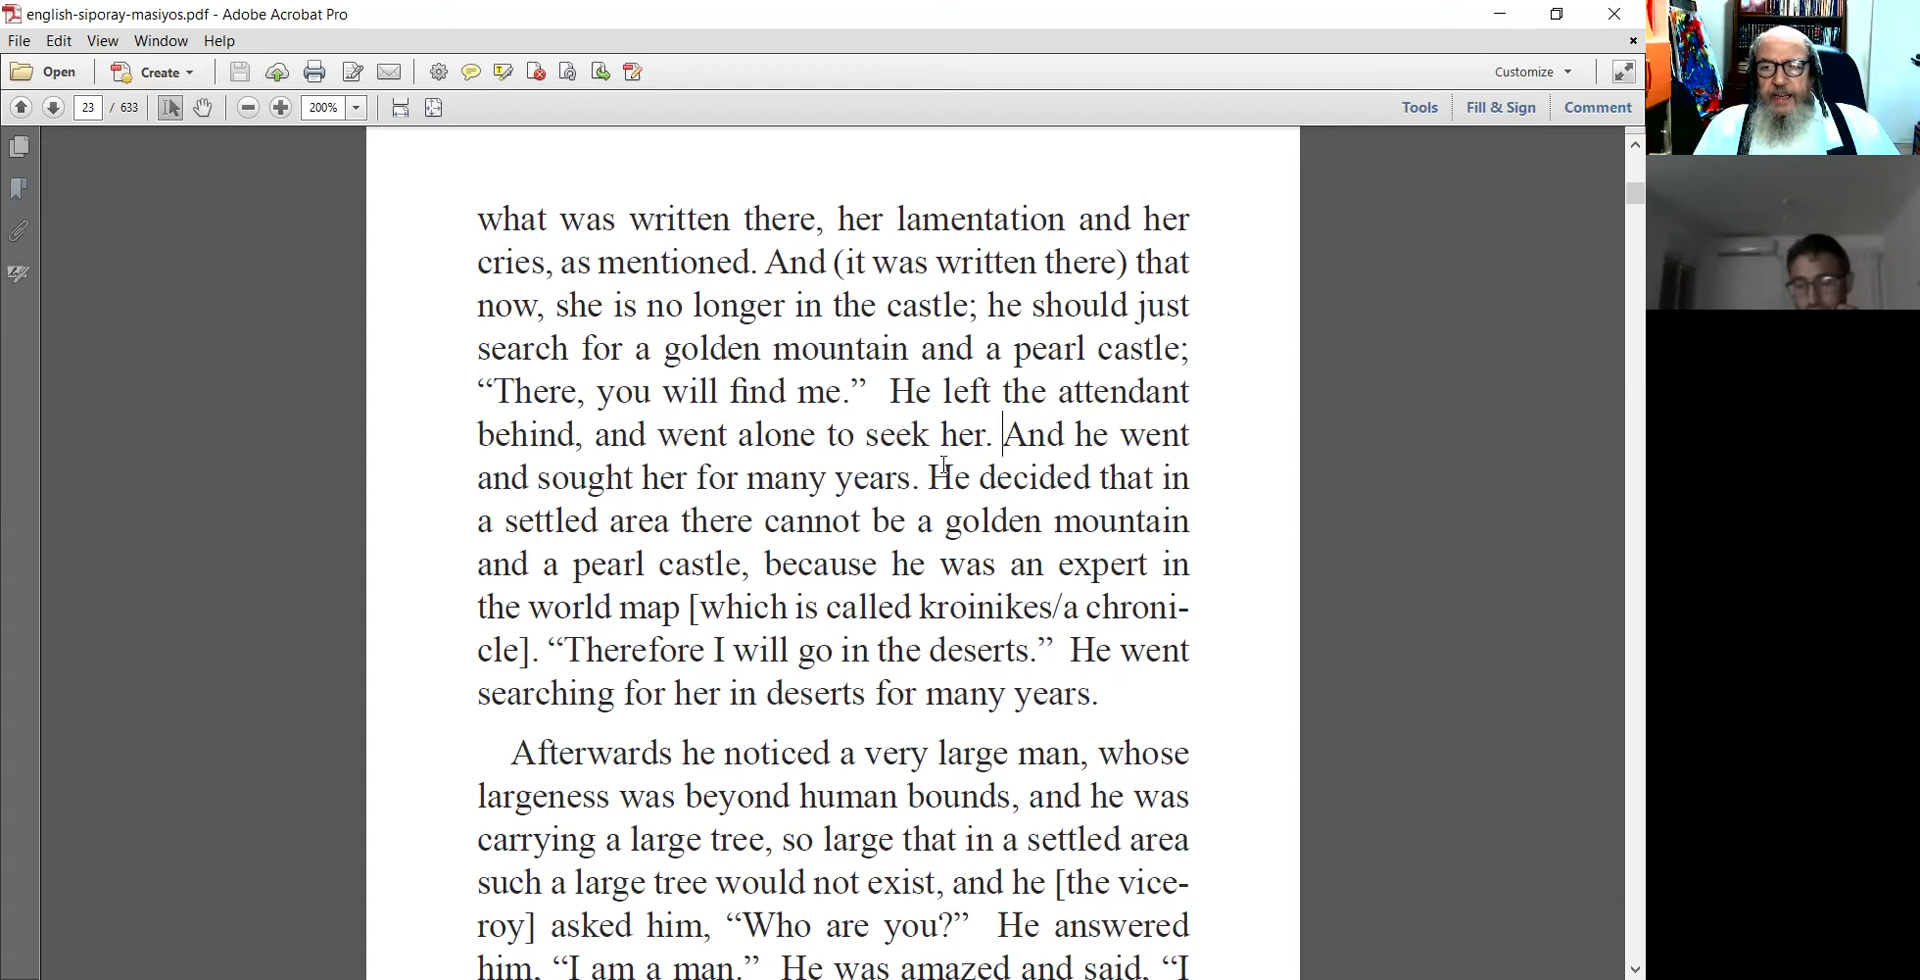 english-siporay-masiyos.pdf - Adobe Acrobat Pro
File Edit View Window Help
Open Create Customize
23 / 633 200% Tools Fill & Sign Comment
what was written there, her lamentation and her
cries, as mentioned. And (it was written there) that
now, she is no longer in the castle; he should just
search for a golden mountain and a pearl castle;
“There, you will find me.” He left the attendant
behind, and went alone to seek her. And he went
and sought her for many years. He decided that in
a settled area there cannot be a golden mountain
and a pearl castle, because he was an expert in
the world map [which is called kroinikes/a chroni-
cle]. “Therefore I will go in the deserts.” He went
searching for her in deserts for many years.
Afterwards he noticed a very large man, whose
largeness was beyond human bounds, and he was
carrying a large tree, so large that in a settled area
such a large tree would not exist, and he [the vice-
roy] asked him, “Who are you?” He answered
him, “I am a man.” He was amazed and said, “I